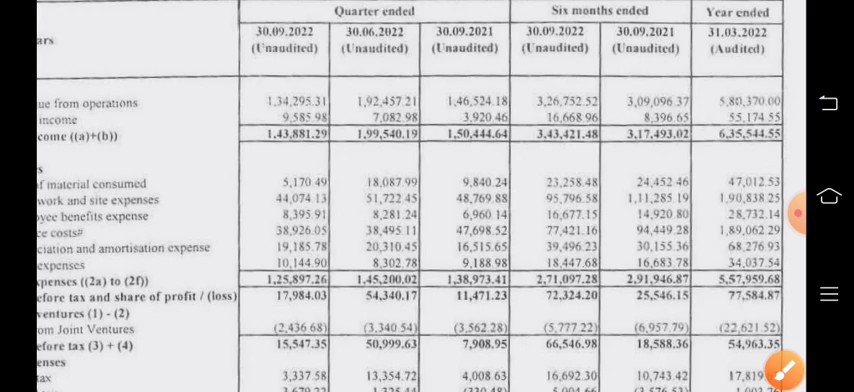 Quarter ended Six months ended Year ended
30.09.2022 30.06.2022 30.09.2021 30.09.2022 30.09.2021 31.03.2022
ars
(Unaudited) (Unaudited) (Unaudited) (Unaudited) (Unaudited) (Audited)
ue from operations 1,34,295.31 1,92,457.21 1,46,524.18 3,26,752.52 3,09,096.37 5,80,370.00
income 9,585.98 7,082.98 3,920.46 16,668.96 8,396.65 55,174.55
come ((a)+(b)) 1,43,881.29 1,99,540.19 1,50,444.64 3,43,421.48 3,17,493.02 6,35,544.55
s
f material consumed 5,170.49 18,087.99 9,840.24 23,258.48 24,452.46 47,012.53
work and site expenses 44,074.13 51,722.45 48,769.88 95,796.58 1,11,285.19 1,90,838.25
yee benefits expense 8,395.91 8,281.24 6,960.14 16,677.15 14,920.80 28,732.14
ce costs# 38,926.05 38,495.11 47,698.52 77,421.16 94,449.28 1,89,062.29
ciation and amortisation expense 19,185.78 20,310.45 16,515.65 39,496.23 30,155.36 68,276.93
expenses 10,144.90 8,302.78 9,188.98 18,447.68 16,683.78 34,037.54
xpenses ((2a) to (2f)) 1,25,897.26 1,45,200.02 1,38,973.41 2,71,097.28 2,91,946.87 5,57,959.68
efore tax and share of profit / (loss) 17,984.03 54,340.17 11,471.23 72,324.20 25,546.15 77,584.87
ventures (1) - (2)
om Joint Ventures (2,436.68) (3,340.54) (3,562.28) (5,777.22) (6,957.79) (22,621.52)
efore tax (3) + (4) 15,547.35 50,999.63 7,908.95 66,546.98 18,588.36 54,963.35
enses
tax 3,337.58 13,354.72 4,008.63 16,692.30 10,743.42 17,819